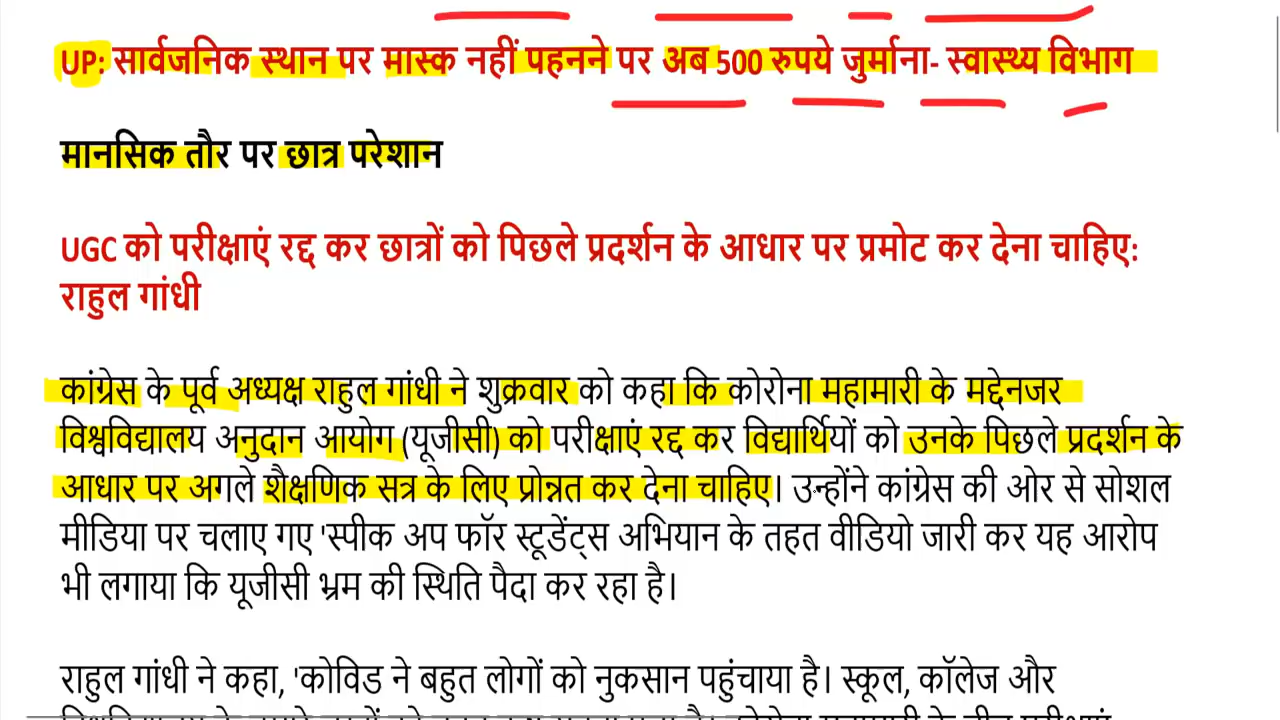 UP: सार्वजनिक स्थान पर मास्क नहीं पहनने पर अब 500 रुपये जुर्माना- स्वास्थ्य विभाग
मानसिक तौर पर छात्र परेशान
UGC को परीक्षाएं रद्द कर छात्रों को पिछले प्रदर्शन के आधार पर प्रमोट कर देना चाहिए:
राहुल गांधी
कांग्रेस के पूर्व अध्यक्ष राहुल गांधी ने शुक्रवार को कहा कि कोरोना महामारी के मद्देनजर
विश्वविद्यालय अनुदान आयोग (यूजीसी) को परीक्षाएं रद्द कर विद्यार्थियों को उनके पिछले प्रदर्शन के
आधार पर अगले शैक्षणिक सत्र के लिए प्रोन्नत कर देना चाहिए। उन्होंने कांग्रेस की ओर से सोशल
मीडिया पर चलाए गए 'स्पीक अप फॉर स्टूडेंट्स अभियान के तहत वीडियो जारी कर यह आरोप
भी लगाया कि यूजीसी भ्रम की स्थिति पैदा कर रहा है।
राहुल गांधी ने कहा, 'कोविड ने बहुत लोगों को नुकसान पहुंचाया है। स्कूल, कॉलेज और